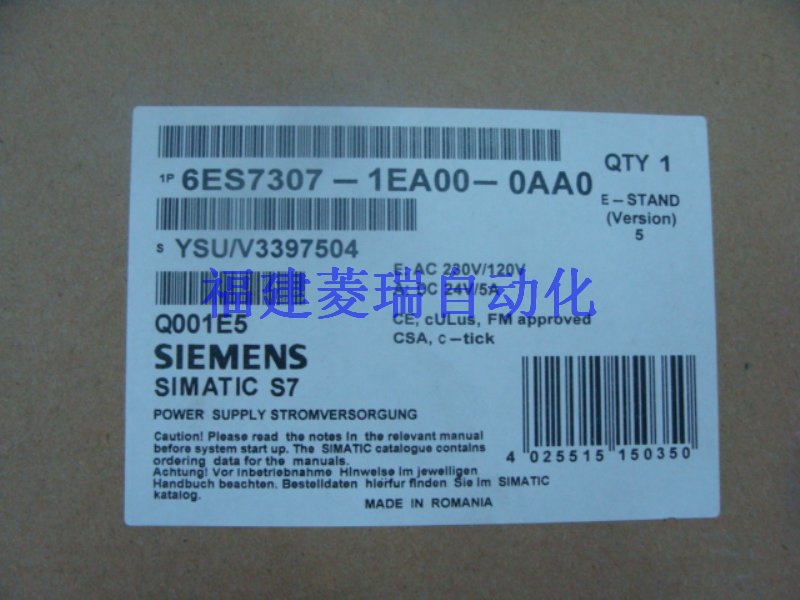 1P 6ES7307-1EA00-0AA0
QTY 1
E-STAND
(Version)
5
S YSU/V3397504
E: AC 230V/120V
A: DC 24V/5A
福建菱瑞自动化
Q001E5
CE, cULus, FM approved
CSA, C-tick
SIEMENS
SIMATIC S7
POWER SUPPLY STROMVERSORGUNG
Caution! Please read the notes in the relevant manual
before system start up. The SIMATIC catalogue contains
ordering data for the manuals.
Achtung! Vor Inbetriebnahme Hinweise im jeweiligen
Handbuch beachten. Bestelldaten hierfur finden Sie im SIMATIC
katalog.
4 025515 150350
MADE IN ROMANIA